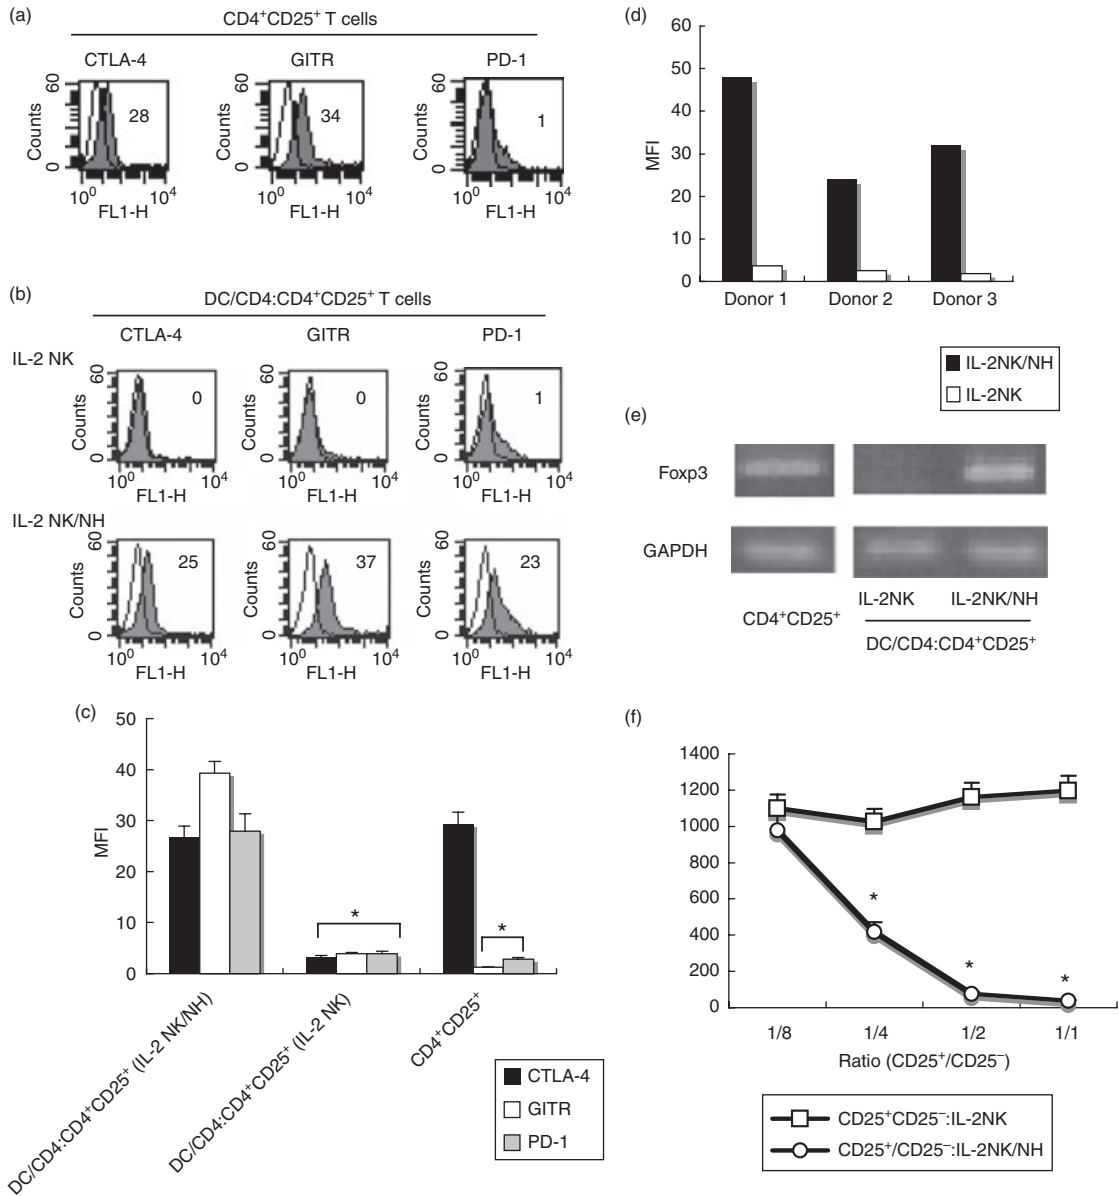 (a)
CD4⁺CD25⁺ T cells
CTLA-4 GITR PD-1
60 60 60
Counts Counts Counts
28 34 1
0 0 0
10⁰ 10⁴ 10⁰ 10⁴ 10⁰ 10⁴
FL1-H FL1-H FL1-H
(b)
DC/CD4:CD4⁺CD25⁺ T cells
CTLA-4 GITR PD-1
IL-2 NK
60 60 60
Counts Counts Counts
0 0 1
0 0 0
10⁰ 10⁴ 10⁰ 10⁴ 10⁰ 10⁴
FL1-H FL1-H FL1-H
IL-2 NK/NH
60 60 60
Counts Counts Counts
25 37 23
0 0 0
10⁰ 10⁴ 10⁰ 10⁴ 10⁰ 10⁴
FL1-H FL1-H FL1-H
(c)
MFI
50
40
30
20
10
0
* *
DC/CD4:CD4⁺CD25⁺ (IL-2 NK/NH)
DC/CD4:CD4⁺CD25⁺ (IL-2 NK)
CD4⁺CD25⁺
CTLA-4
GITR
PD-1
(d)
MFI
60
50
40
30
20
10
0
Donor 1 Donor 2 Donor 3
IL-2NK/NH
IL-2NK
(e)
Foxp3
GAPDH
CD4⁺CD25⁺
IL-2NK IL-2NK/NH
DC/CD4:CD4⁺CD25⁺
(f)
1400
1200
1000
800
600
400
200
0
* * *
1/8 1/4 1/2 1/1
Ratio (CD25⁺/CD25⁻)
CD25⁺CD25⁻:IL-2NK
CD25⁺/CD25⁻:IL-2NK/NH